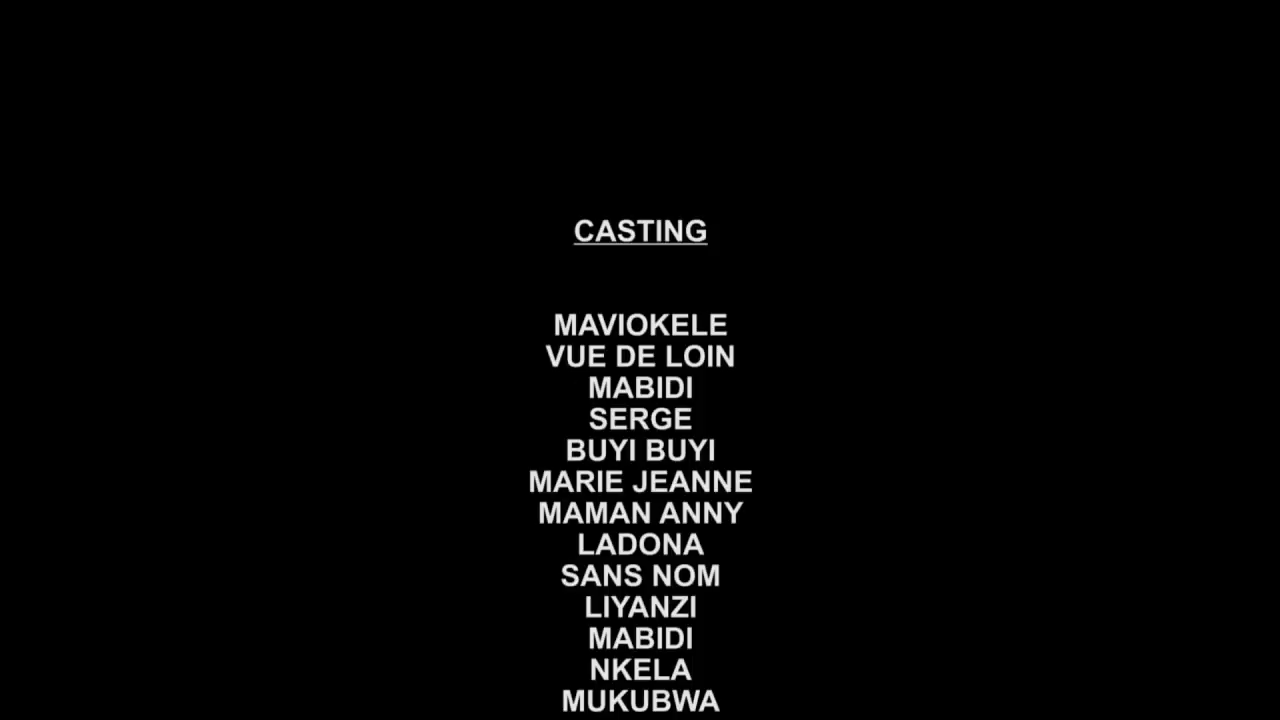 CASTING
MAVIOKELE
VUE DE LOIN
MABIDI
SERGE
BUYI BUYI
MARIE JEANNE
MAMAN ANNY
LADONA
SANS NOM
LIYANZI
MABIDI
NKELA
MUKUBWA